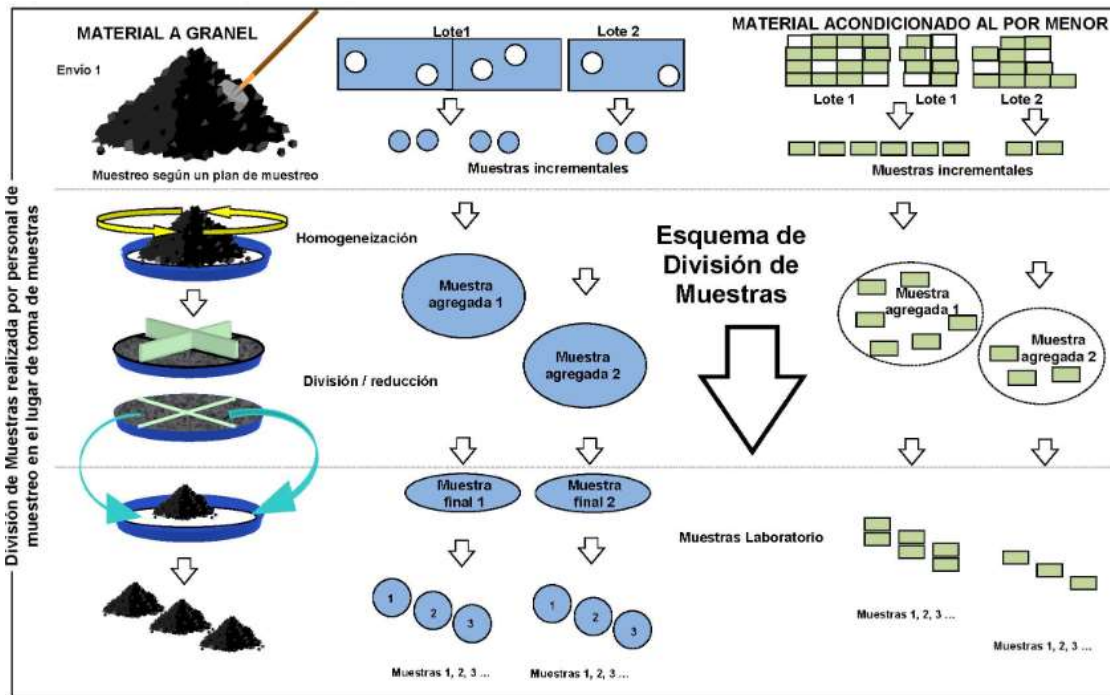 MATERIAL A GRANEL
Envío 1
Muestreo según un plan de muestreo
Lote1
Lote 2
Muestras incrementales
MATERIAL ACONDICIONADO AL POR MENOR
Lote 1
Lote 1
Lote 2
Muestras incrementales
División de Muestras realizada por personal de
muestreo en el lugar de toma de muestras
Homogeneización
Muestra
agregada 1
Muestra
agregada 2
División / reducción
Esquema de
División de
Muestras
Muestra
agregada 1
Muestra
agregada 2
Muestra
final 1
Muestra
final 2
Muestras Laboratorio
1
2
3
1
2
3
Muestras 1, 2, 3 ...
Muestras 1, 2, 3 ...
Muestras 1, 2, 3 ...
Muestras 1, 2, 3 ...